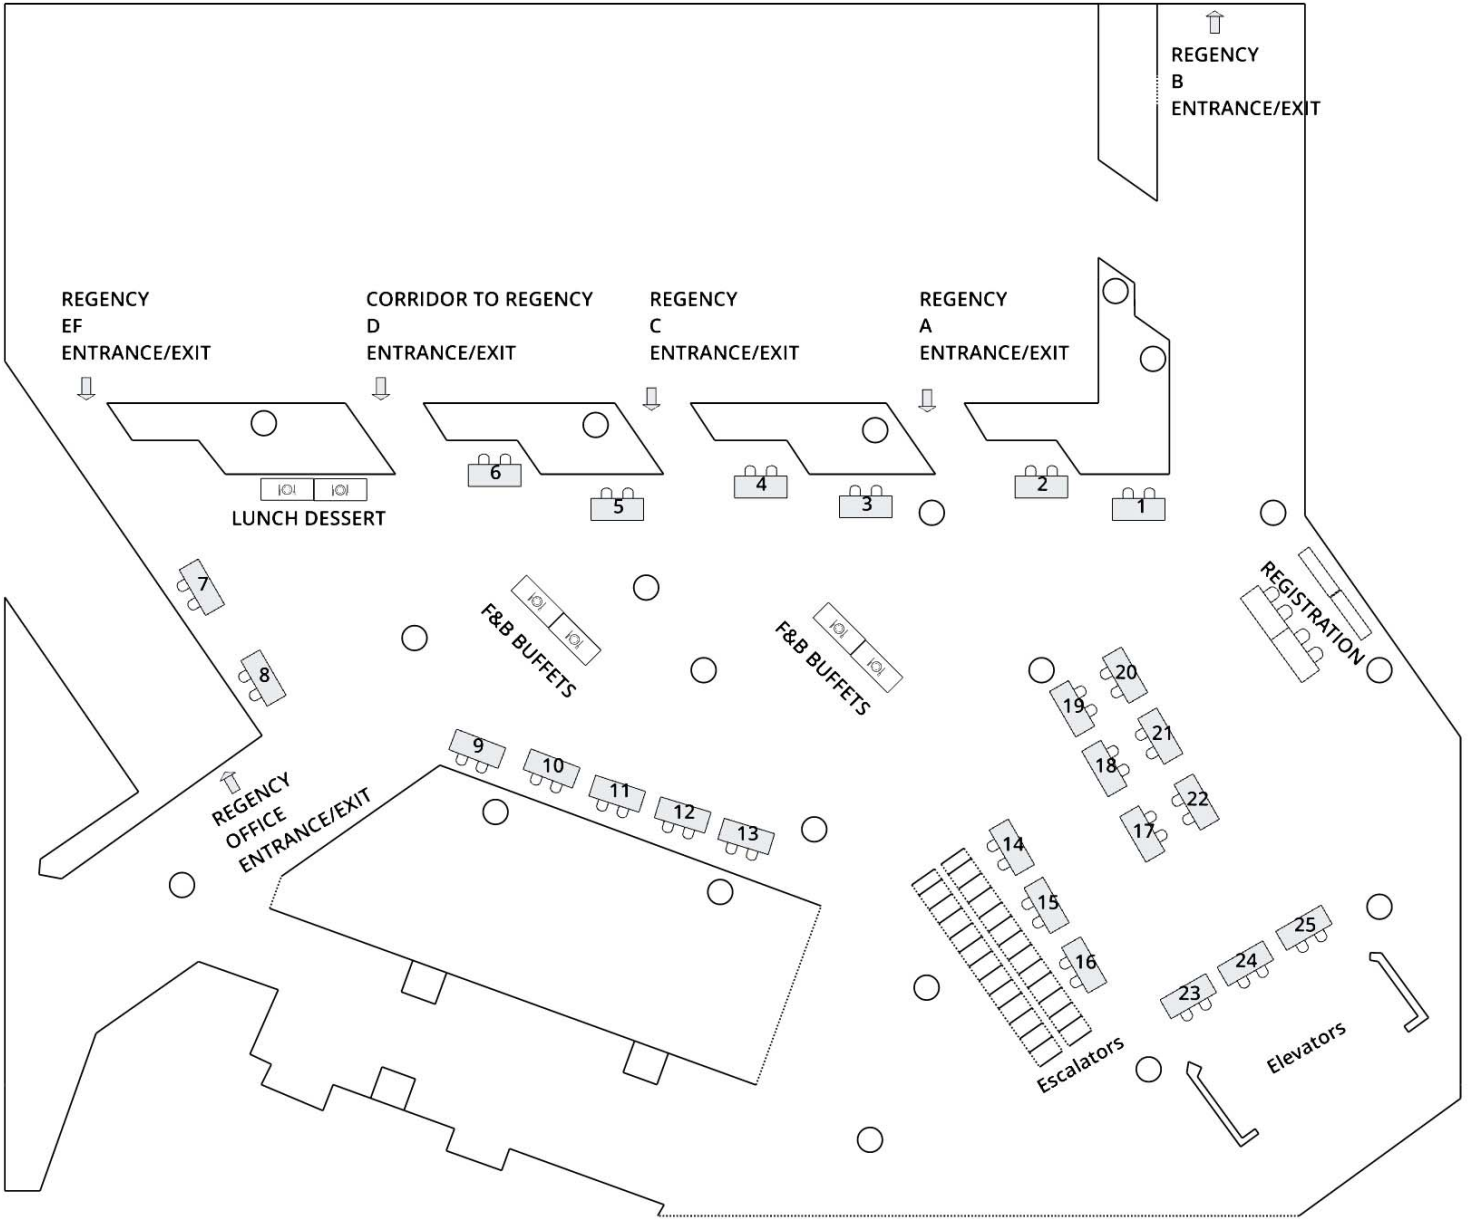 REGENCY
B
ENTRANCE/EXIT
REGENCY
EF
ENTRANCE/EXIT
CORRIDOR TO REGENCY
D
ENTRANCE/EXIT
REGENCY
C
ENTRANCE/EXIT
REGENCY
A
ENTRANCE/EXIT
6
4
2
5
3
1
LUNCH DESSERT
7
8
F&B BUFFETS
F&B BUFFETS
REGISTRATION
20
19
21
18
22
17
9
10
11
12
13
14
15
16
REGENCY
OFFICE
ENTRANCE/EXIT
25
24
23
Escalators
Elevators